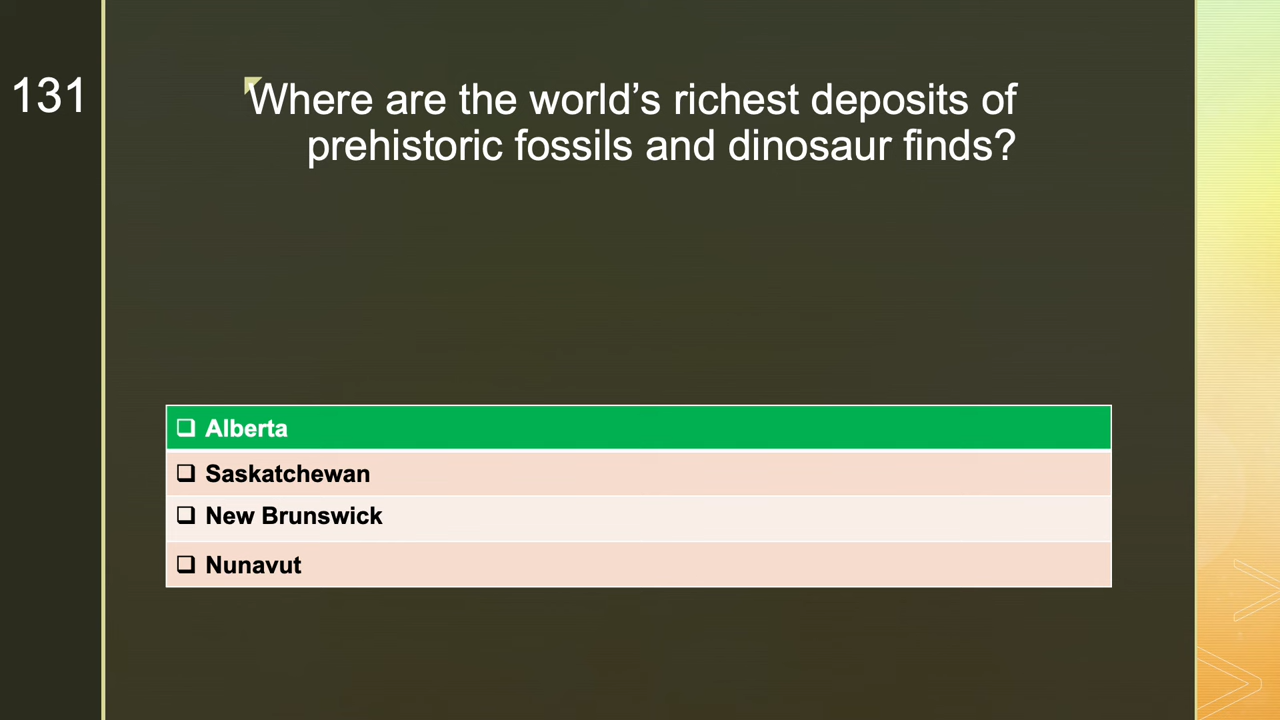 131
Where are the world’s richest deposits of
prehistoric fossils and dinosaur finds?
❑ Alberta
❑ Saskatchewan
❑ New Brunswick
❑ Nunavut